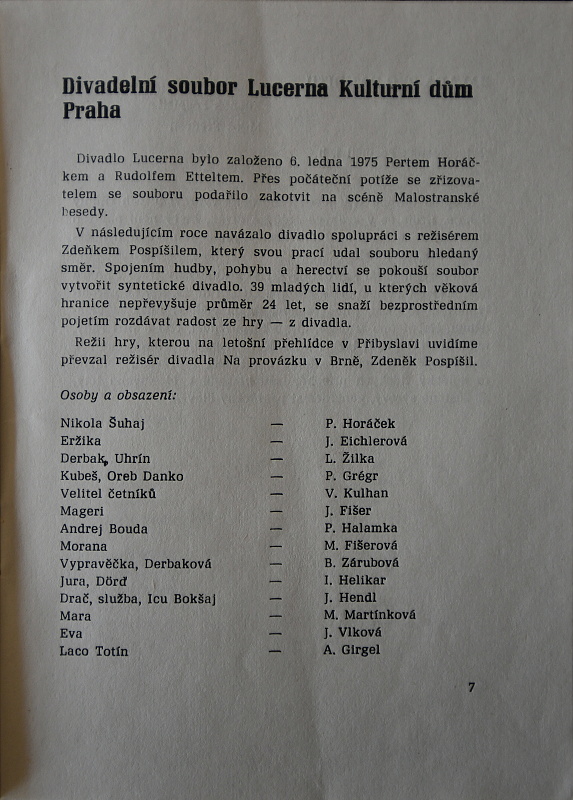 Divadelní soubor Lucerna Kulturní dům
Praha
Divadlo Lucerna bylo založeno 6. ledna 1975 Pertem Horáč-
kem a Rudolfem Etteltem. Přes počáteční potíže se zřizova-
telem se souboru podařilo zakotvit na scéně Malostranské
besedy.
V následujícím roce navázalo divadlo spolupráci s režisérem
Zdeňkem Pospíšilem, který svou prací udal souboru hledaný
směr. Spojením hudby, pohybu a herectví se pokouší soubor
vytvořit syntetické divadlo. 39 mladých lidí, u kterých věková
hranice nepřevyšuje průměr 24 let, se snaží bezprostředním
pojetím rozdávat radost ze hry — z divadla.
Režii hry, kterou na letošní přehlídce v Přibyslavi uvidíme
převzal režisér divadla Na provázku v Brně, Zdeněk Pospíšil.
Osoby a obsazení:
Nikola Šuhaj — P. Horáček
Eržika — J. Eichlerová
Derbak, Uhrín — L. Žilka
Kubeš, Oreb Danko — P. Grégr
Velitel četníků — V. Kulhan
Mageri — J. Fišer
Andrej Bouda — P. Halamka
Morana — M. Fišerová
Vypravěčka, Derbaková — B. Zárubová
Jura, Dörď — I. Helikar
Drač, služba, Icu Bokšaj — J. Hendl
Mara — M. Martínková
Eva — J. Vlková
Laco Totín — A. Girgel
7